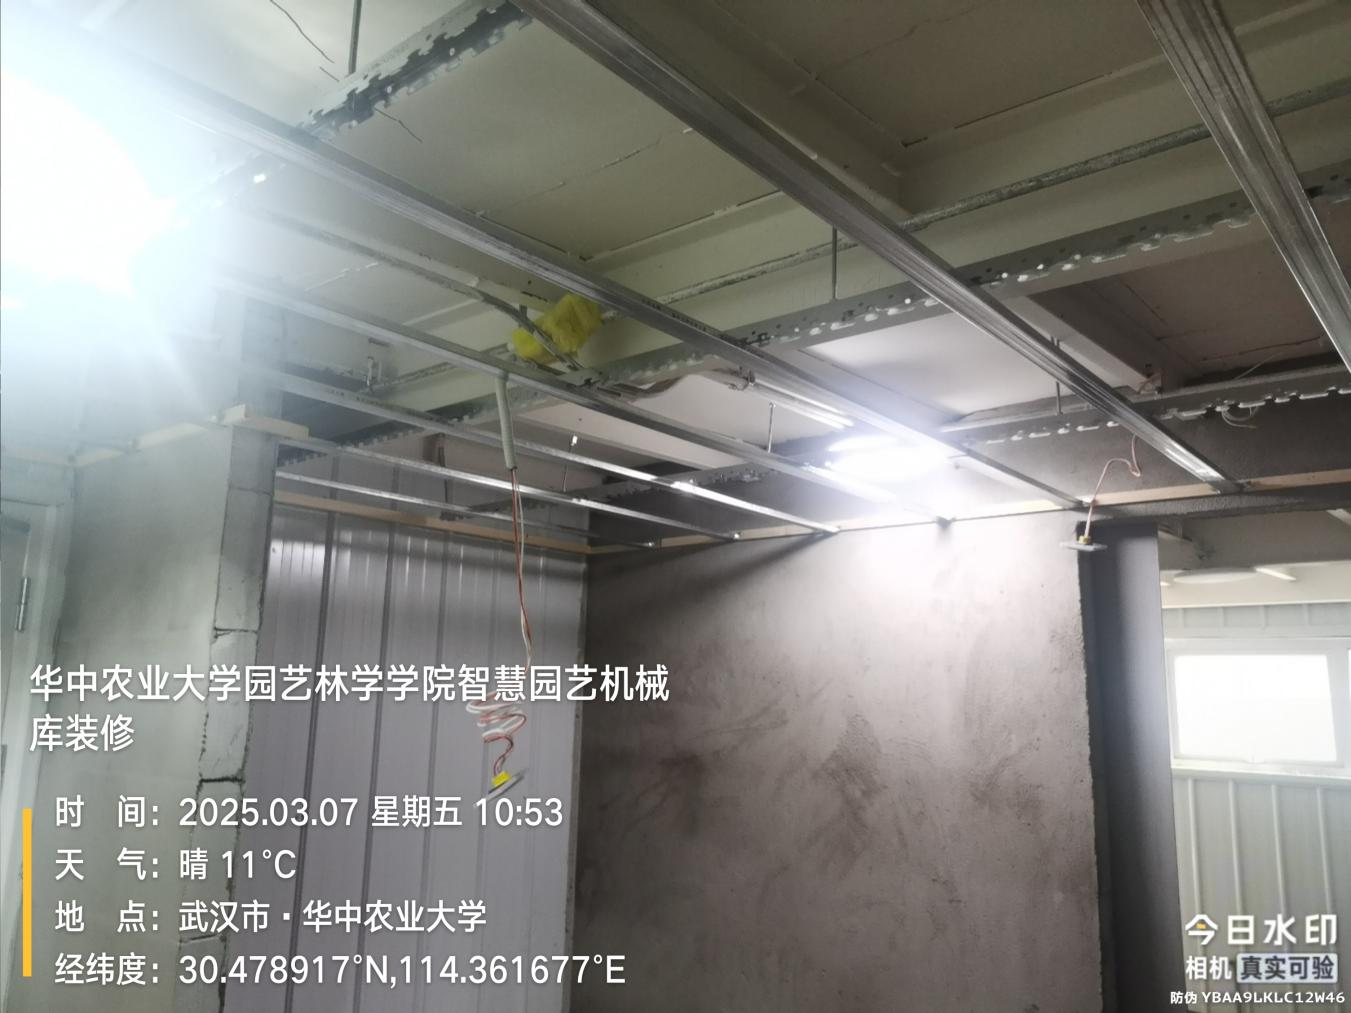 华中农业大学园艺林学学院智慧园艺机械
库装修
时 间：2025.03.07 星期五 10:53
天 气：晴 11°C
地 点：武汉市·华中农业大学
经纬度：30.478917°N,114.361677°E
今日水印
相机 真实可验
防伪 YBAA9LKLC12W46